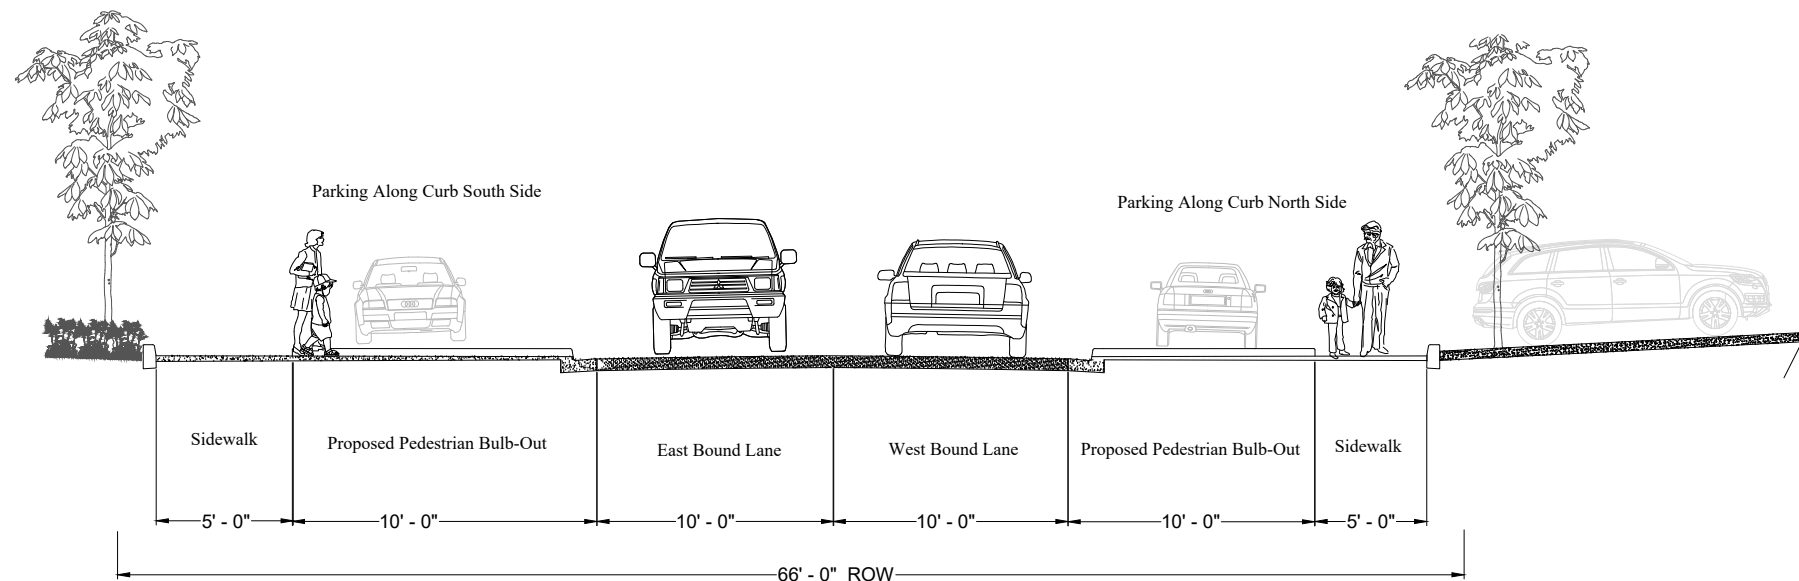 Parking Along Curb South Side
Parking Along Curb North Side
Sidewalk
Proposed Pedestrian Bulb-Out
East Bound Lane
West Bound Lane
Proposed Pedestrian Bulb-Out
Sidewalk
5' - 0"
10' - 0"
10' - 0"
10' - 0"
10' - 0"
5' - 0"
66' - 0" ROW